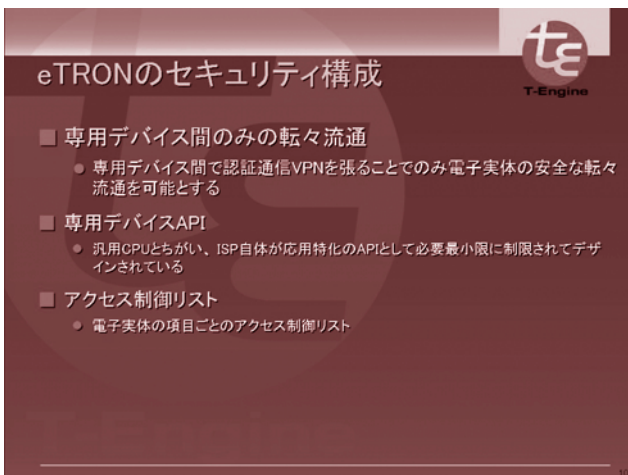 eTRONのセキュリティ構成
T-Engine
専用デバイス間のみの転々流通
専用デバイス間で認証通信VPNを張ることでのみ電子実体の安全な転々
流通を可能とする
専用デバイスAPI
汎用CPUとちがい、ISP自体が応用特化のAPIとして必要最小限に制限されてデザ
インされている
アクセス制御リスト
電子実体の項目ごとのアクセス制御リスト
T-Engine